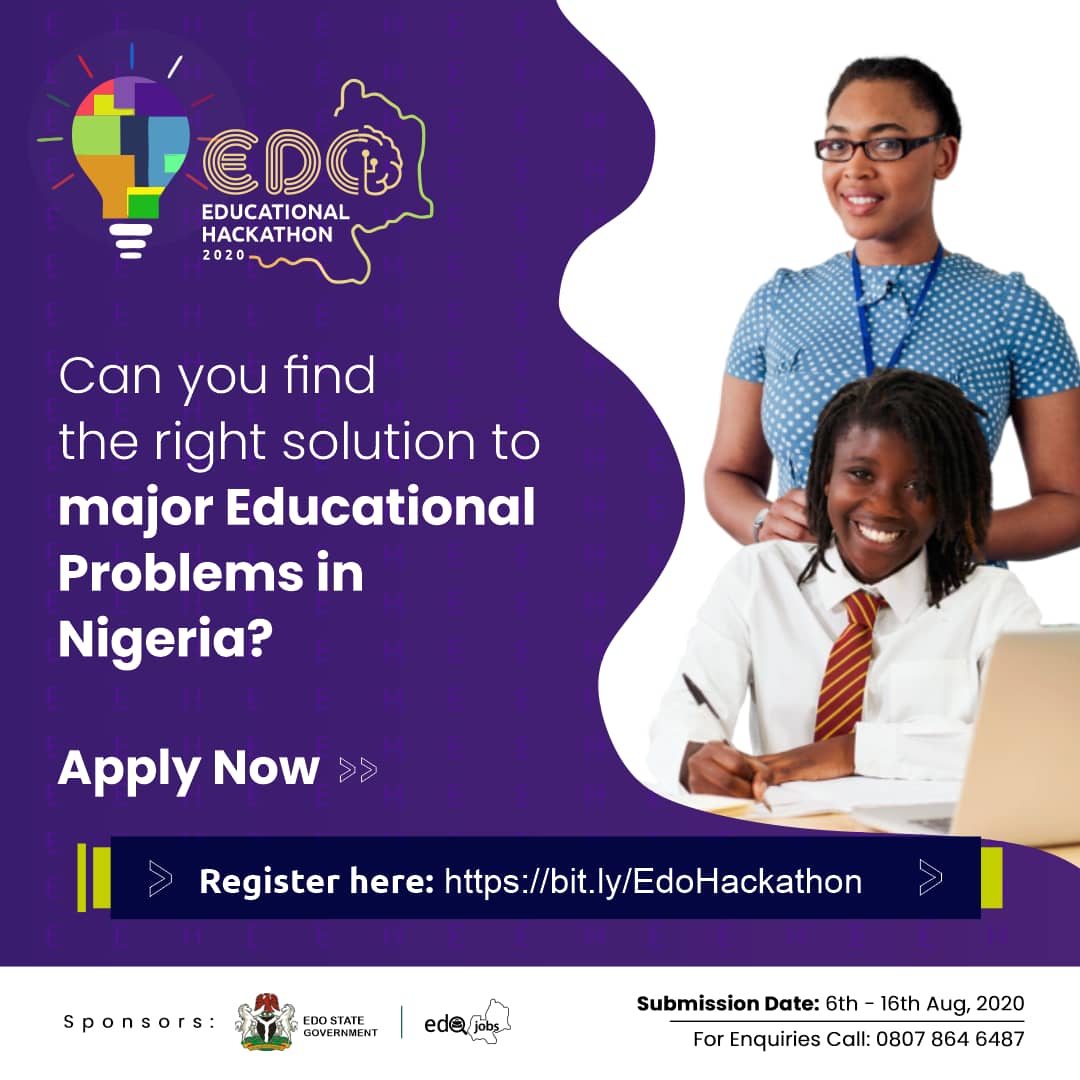 EDO
EDUCATIONAL
HACKATHON
2020
Can you find
the right solution to
major Educational
Problems in
Nigeria?
Apply Now >>
> Register here: https://bit.ly/EdoHackathon >
Sponsors:
EDO STATE
GOVERNMENT
edo jobs
Submission Date: 6th - 16th Aug, 2020
For Enquiries Call: 0807 864 6487